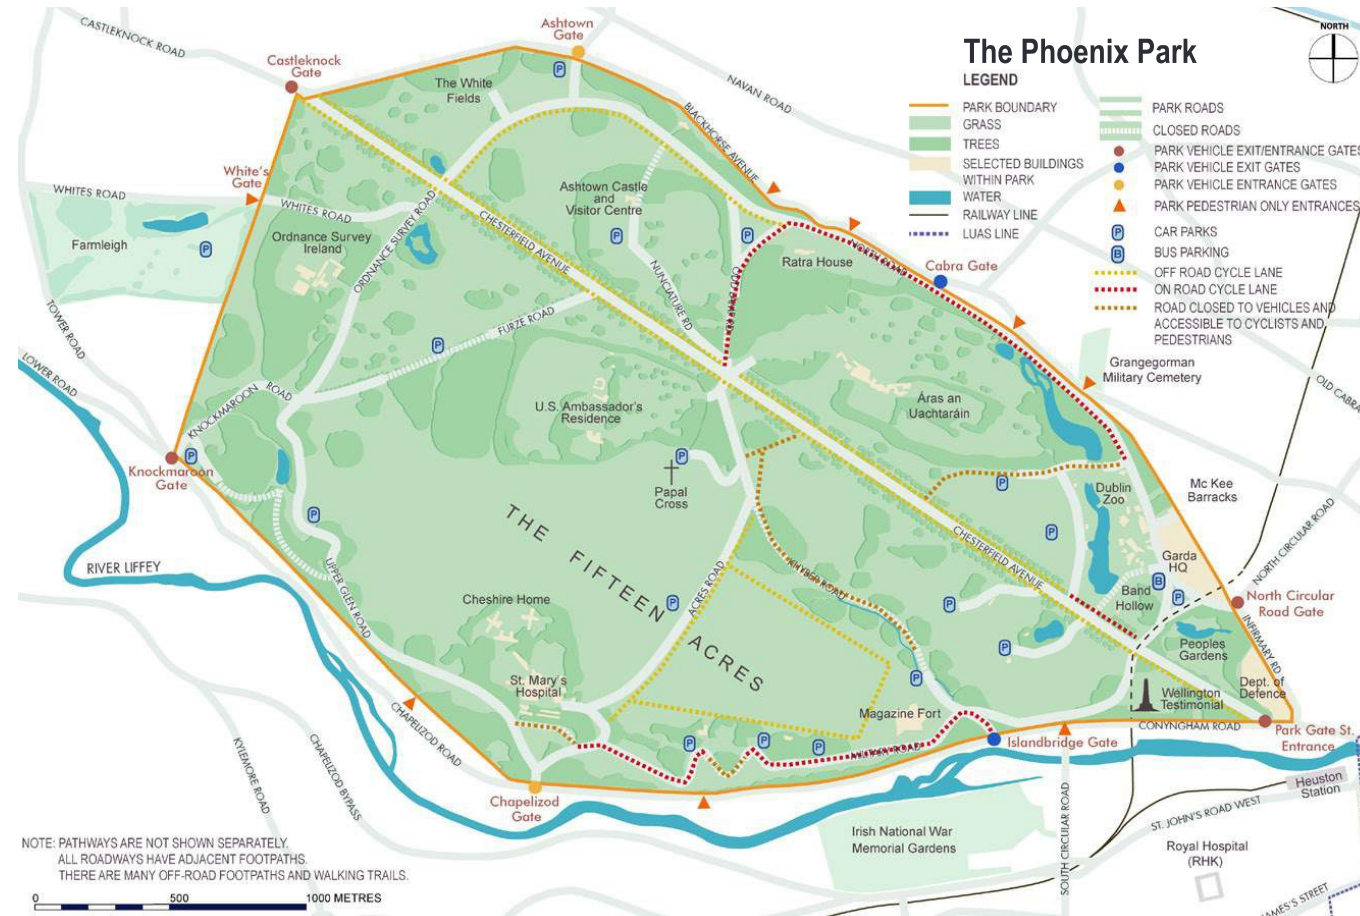 CASTLEKNOCK ROAD
Ashtown
Gate
Castleknock
Gate
The White
Fields
NAVAN ROAD
BLACKHORSE AVENUE
The Phoenix Park
NORTH
LEGEND
PARK BOUNDARY
GRASS
TREES
SELECTED BUILDINGS
WITHIN PARK
WATER
RAILWAY LINE
LUAS LINE
PARK ROADS
CLOSED ROADS
PARK VEHICLE EXIT/ENTRANCE GATES
PARK VEHICLE EXIT GATES
PARK VEHICLE ENTRANCE GATES
PARK PEDESTRIAN ONLY ENTRANCES
P CAR PARKS
B BUS PARKING
OFF ROAD CYCLE LANE
ON ROAD CYCLE LANE
ROAD CLOSED TO VEHICLES AND
ACCESSIBLE TO CYCLISTS AND
PEDESTRIANS
White's
Gate
WHITES ROAD
WHITES ROAD
Farmleigh
Ordnance Survey
Ireland
ORDNANCE SURVEY ROAD
Ashtown Castle
and
Visitor Centre
CHESTERFIELD AVENUE
NUNCIATURE RD
Ratra House
NORTH ROAD
Cabra Gate
TOWER ROAD
LOWER ROAD
FURZE ROAD
KNOCKMAROON ROAD
U.S. Ambassador's
Residence
Áras an
Uachtaráin
Grangegorman
Military Cemetery
OLD CABRA
Knockmaroon
Gate
Papal
Cross
Dublin
Zoo
Mc Kee
Barracks
THE FIFTEEN ACRES
CHESTERFIELD AVENUE
NORTH CIRCULAR ROAD
RIVER LIFFEY
UPPER GLEN ROAD
ACRES ROAD
KHYBER ROAD
Garda
HQ
Band
Hollow
North Circular
Road Gate
INFIRMARY RD
Cheshire Home
Peoples
Gardens
St. Mary's
Hospital
Dept. of
Defence
Wellington
Testimonial
Magazine Fort
CONYNGHAM ROAD
Park Gate St.
Entrance
Islandbridge Gate
MILITARY ROAD
CHAPELIZOD ROAD
KYLEMORE ROAD
CHAPELIZOD BYPASS
Chapelizod
Gate
Heuston
Station
ST. JOHN'S ROAD WEST
SOUTH CIRCULAR ROAD
Irish National War
Memorial Gardens
Royal Hospital
(RHK)
NOTE: PATHWAYS ARE NOT SHOWN SEPARATELY.
ALL ROADWAYS HAVE ADJACENT FOOTPATHS.
THERE ARE MANY OFF-ROAD FOOTPATHS AND WALKING TRAILS.
0 500 1000 METRES